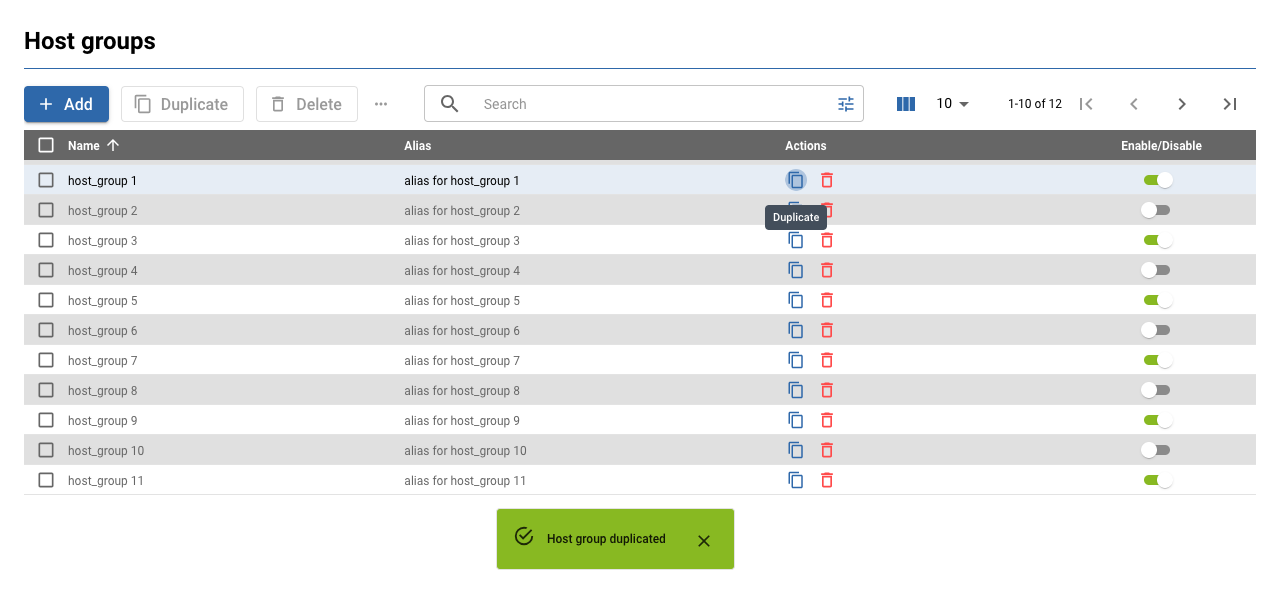 Host groups
Add Duplicate Delete ... Search 10 1-10 of 12
Name Alias Actions Enable/Disable
host_group 1 alias for host_group 1
host_group 2 alias for host_group 2
Duplicate
host_group 3 alias for host_group 3
host_group 4 alias for host_group 4
host_group 5 alias for host_group 5
host_group 6 alias for host_group 6
host_group 7 alias for host_group 7
host_group 8 alias for host_group 8
host_group 9 alias for host_group 9
host_group 10 alias for host_group 10
host_group 11 alias for host_group 11
Host group duplicated